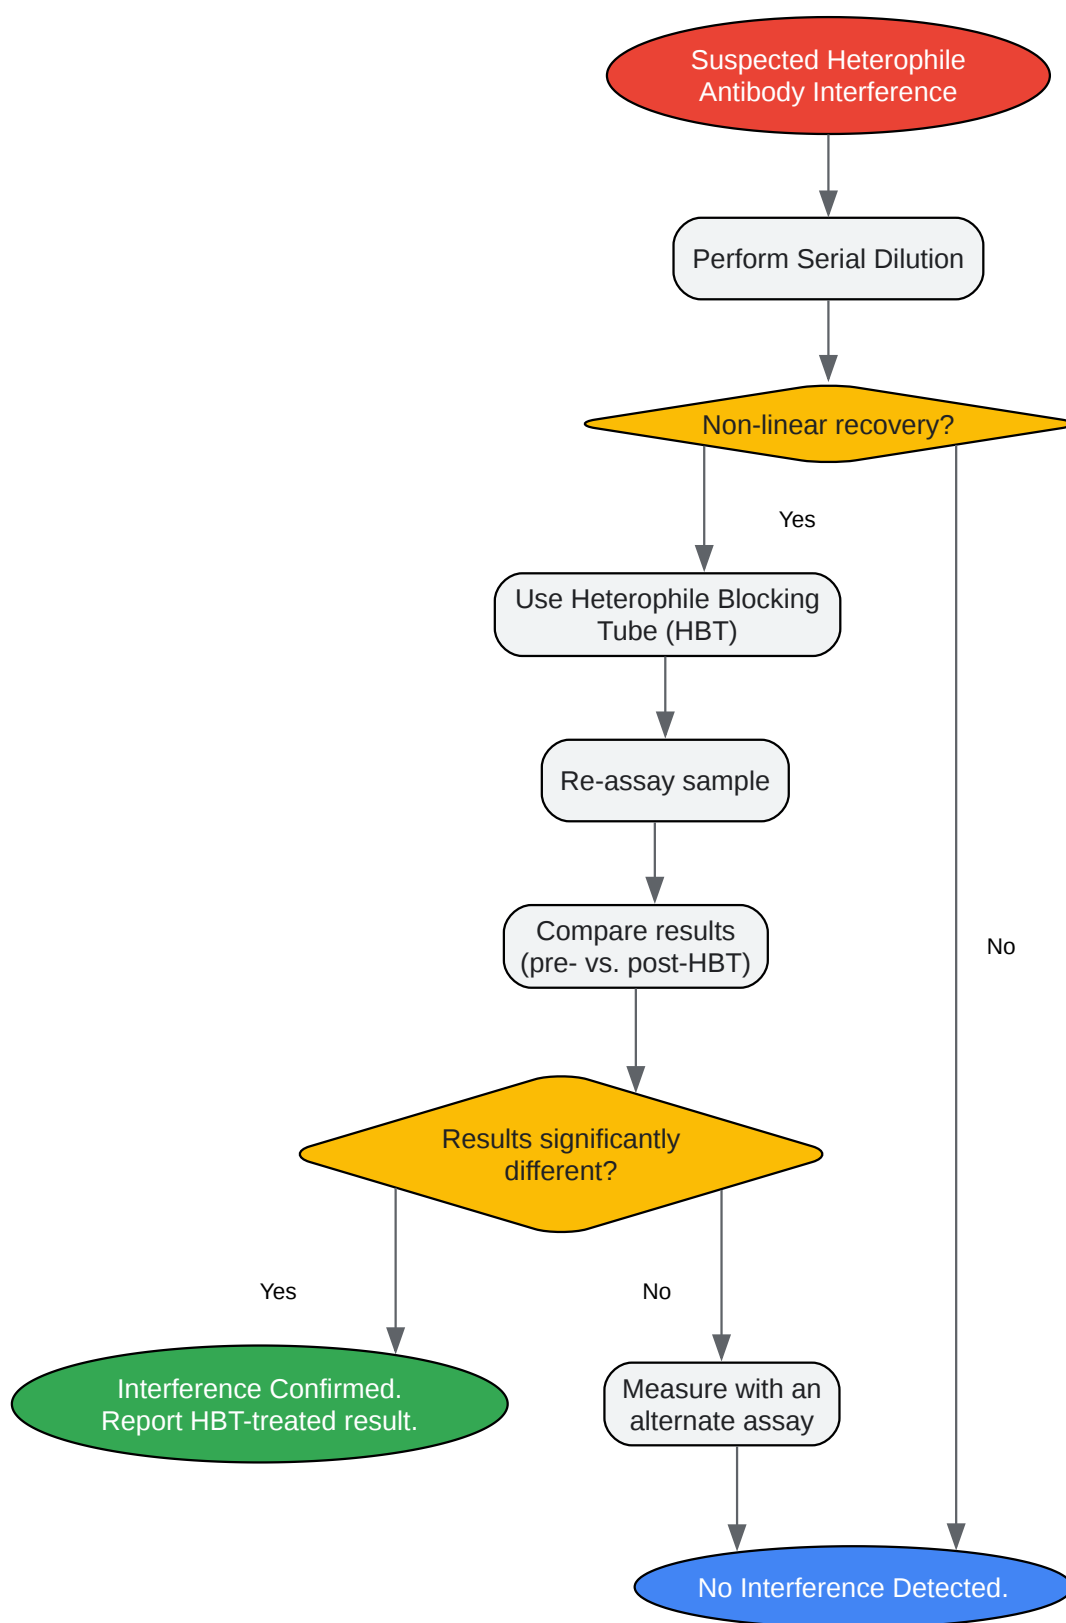 Suspected Heterophile
Antibody Interference
Perform Serial Dilution
Non-linear recovery?
Yes
Use Heterophile Blocking
Tube (HBT)
Re-assay sample
Compare results
(pre- vs. post-HBT)
No
Results significantly
different?
Yes
No
Interference Confirmed.
Report HBT-treated result.
Measure with an
alternate assay
No Interference Detected.